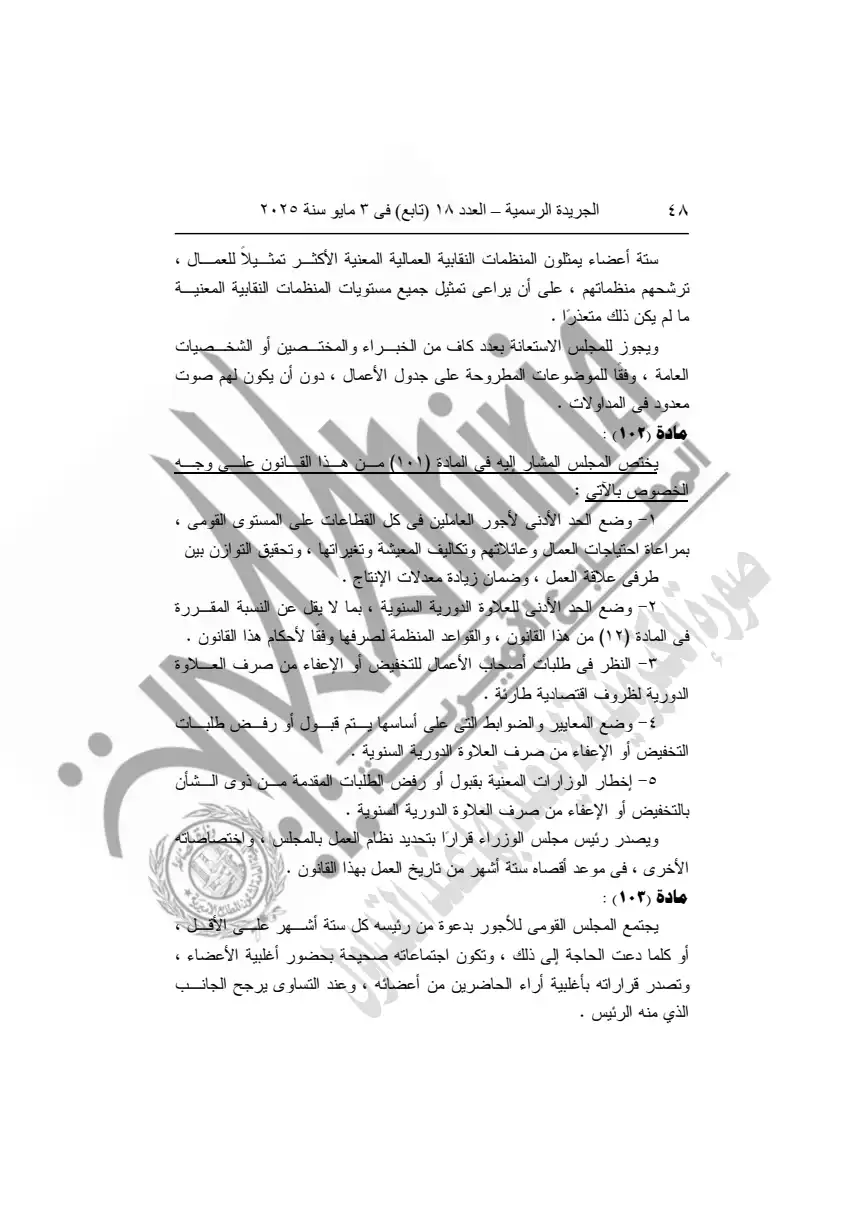 ٤٨ الجريدة الرسمية – العدد ١٨ (تابع) فى ٣ مايو سنة ٢٠٢٥
ستة أعضاء يمثلون المنظمات النقابية العمالية المعنية الأكثر تمثيلاً للعمال ،
ترشحهم منظماتهم ، على أن يراعى تمثيل جميع مستويات المنظمات النقابية المعنية
ما لم يكن ذلك متعذرًا .
ويجوز للمجلس الاستعانة بعدد كاف من الخبراء والمختصين أو الشخصيات
العامة ، وفقًا للموضوعات المطروحة على جدول الأعمال ، دون أن يكون لهم صوت
معدود فى المداولات .
مادة (١٠٢) :
يختص المجلس المشار إليه فى المادة (١٠١) من هذا القانون على وجه
الخصوص بالآتى :
١- وضع الحد الأدنى لأجور العاملين فى كل القطاعات على المستوى القومى ،
بمراعاة احتياجات العمال وعائلاتهم وتكاليف المعيشة وتغيراتها ، وتحقيق التوازن بين
طرفى علاقة العمل ، وضمان زيادة معدلات الإنتاج .
٢- وضع الحد الأدنى للعلاوة الدورية السنوية ، بما لا يقل عن النسبة المقررة
فى المادة (١٢) من هذا القانون ، والقواعد المنظمة لصرفها وفقًا لأحكام هذا القانون .
٣- النظر فى طلبات أصحاب الأعمال للتخفيض أو الإعفاء من صرف العلاوة
الدورية لظروف اقتصادية طارئة .
٤- وضع المعايير والضوابط التى على أساسها يتم قبول أو رفض طلبات
التخفيض أو الإعفاء من صرف العلاوة الدورية السنوية .
٥- إخطار الوزارات المعنية بقبول أو رفض الطلبات المقدمة من ذوى الشأن
بالتخفيض أو الإعفاء من صرف العلاوة الدورية السنوية .
ويصدر رئيس مجلس الوزراء قرارًا بتحديد نظام العمل بالمجلس ، واختصاصاته
الأخرى ، فى موعد أقصاه ستة أشهر من تاريخ العمل بهذا القانون .
مادة (١٠٣) :
يجتمع المجلس القومى للأجور بدعوة من رئيسه كل ستة أشهر على الأقل ،
أو كلما دعت الحاجة إلى ذلك ، وتكون اجتماعاته صحيحة بحضور أغلبية الأعضاء ،
وتصدر قراراته بأغلبية أراء الحاضرين من أعضائه ، وعند التساوى يرجح الجانب
الذي منه الرئيس .